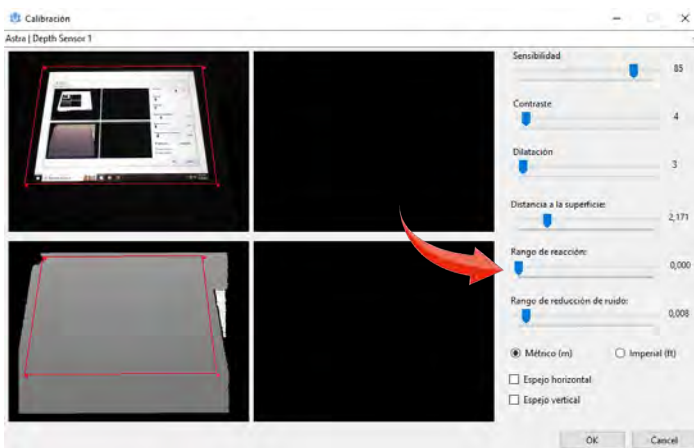 Calibración
Astra | Depth Sensor 1
Sensibilidad
85
Contraste
4
Dilatación
3
Distancia a la superficie:
2,171
Rango de reacción:
0,000
Rango de reducción de ruido:
0,008
Métrico (m)
Imperial (ft)
Espejo horizontal
Espejo vertical
OK
Cancel